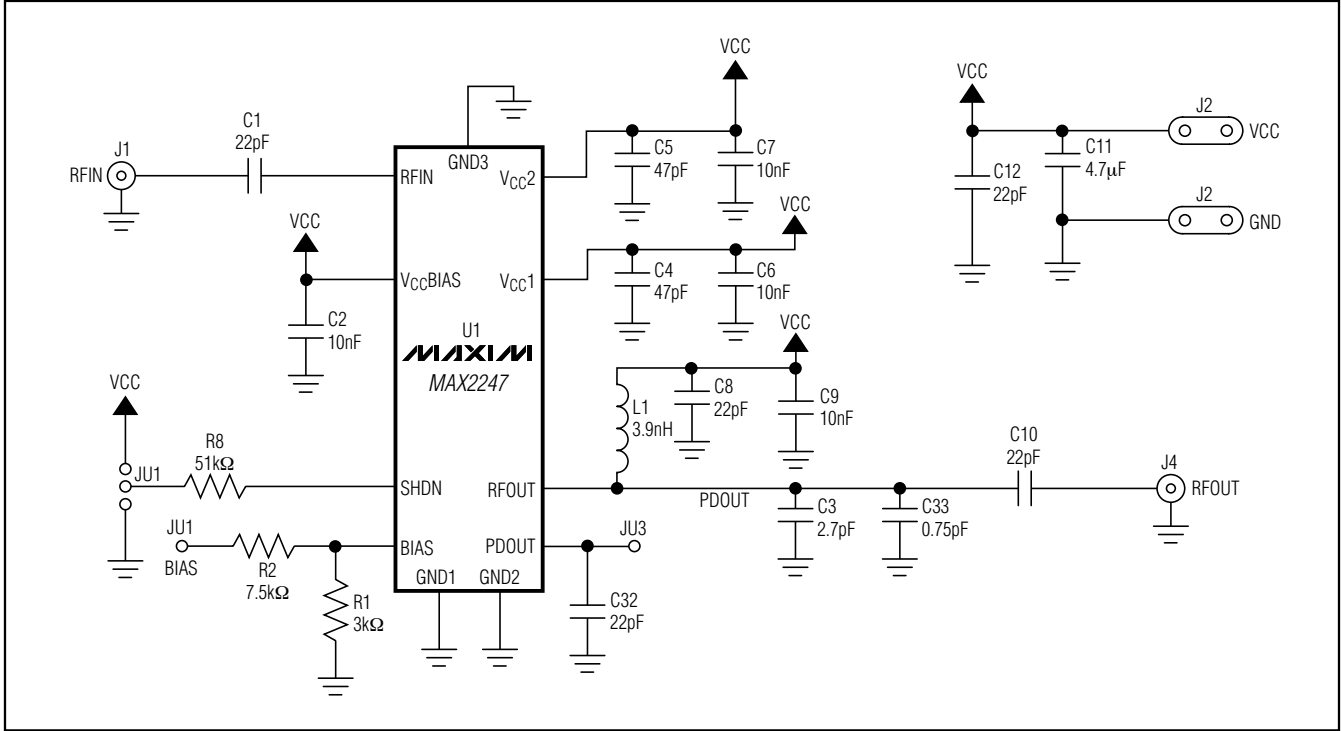 VCC
VCC
J1
RFIN
C1
22pF
GND3
RFIN
VCC2
C5
47pF
C7
10nF
C12
22pF
C11
4.7µF
J2
VCC
J2
GND
VCC
VCC
C2
10nF
VCCBIAS
VCC1
C4
47pF
C6
10nF
U1
MAXIM
MAX2247
VCC
L1
3.9nH
C8
22pF
C9
10nF
VCC
JU1
R8
51kΩ
SHDN
RFOUT
PDOUT
C3
2.7pF
C33
0.75pF
C10
22pF
J4
RFOUT
JU1
BIAS
R2
7.5kΩ
BIAS
PDOUT
JU3
R1
3kΩ
GND1
GND2
C32
22pF